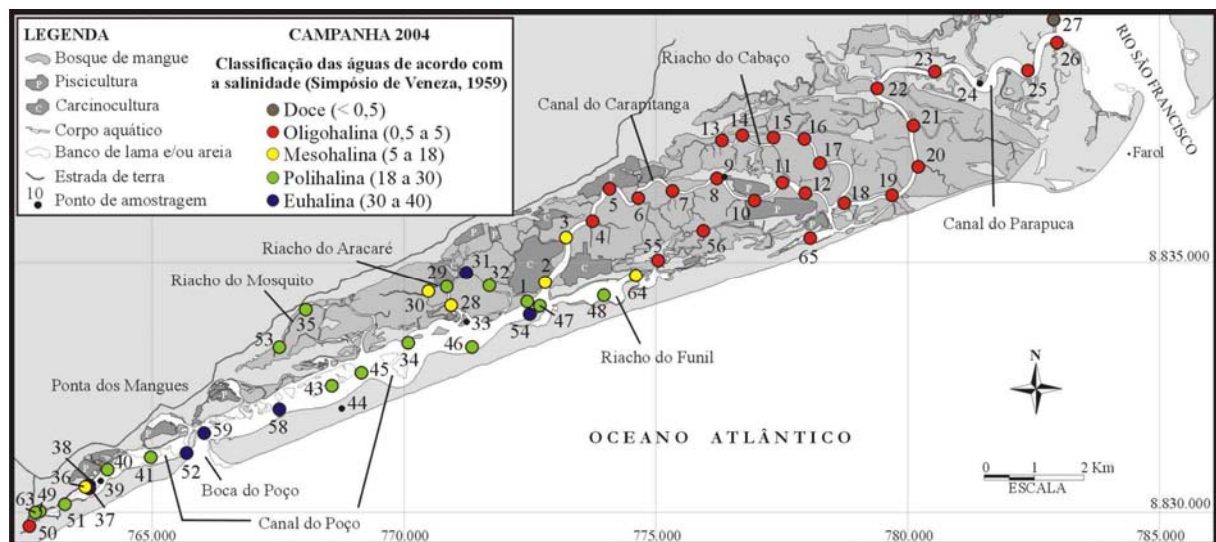 LEGENDA
Bosque de mangue
Piscicultura
Carcinocultura
Corpo aquático
Banco de lama e/ou areia
Estrada de terra
10 Ponto de amostragem
CAMPANHA 2004
Classificação das águas de acordo com
a salinidade (Simpósio de Veneza, 1959)
Doce (< 0,5)
Oligohalina (0,5 a 5)
Mesohalina (5 a 18)
Polihalina (18 a 30)
Euhalina (30 a 40)
27
26
RIO SÃO FRANCISCO
Riacho do Cabaço
23
24
25
22
Canal do Carapitanga
13
14
15
16
21
17
20
Farol
9
11
8
5
6
7
10
12
18
19
Canal do Parapuca
3
4
56
65
55
Riacho do Aracaré
31
29
32
2
64
8.835.000
Riacho do Mosquito
30
28
1
47
48
35
33
54
Riacho do Funil
53
46
34
45
Ponta dos Mangues
43
44
58
59
N
OCEANO ATLÂNTICO
52
Boca do Poço
38
40
41
36
39
37
63
49
51
50
Canal do Poço
0 1 2 Km
ESCALA
8.830.000
765.000
770.000
775.000
780.000
785.000
P
C